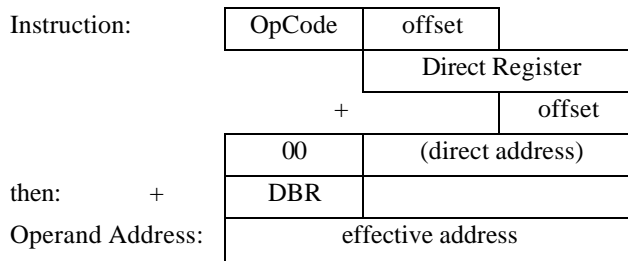 Instruction: OpCode offset
Direct Register
+ offset
00 (direct address)
then: + DBR
Operand Address: effective address